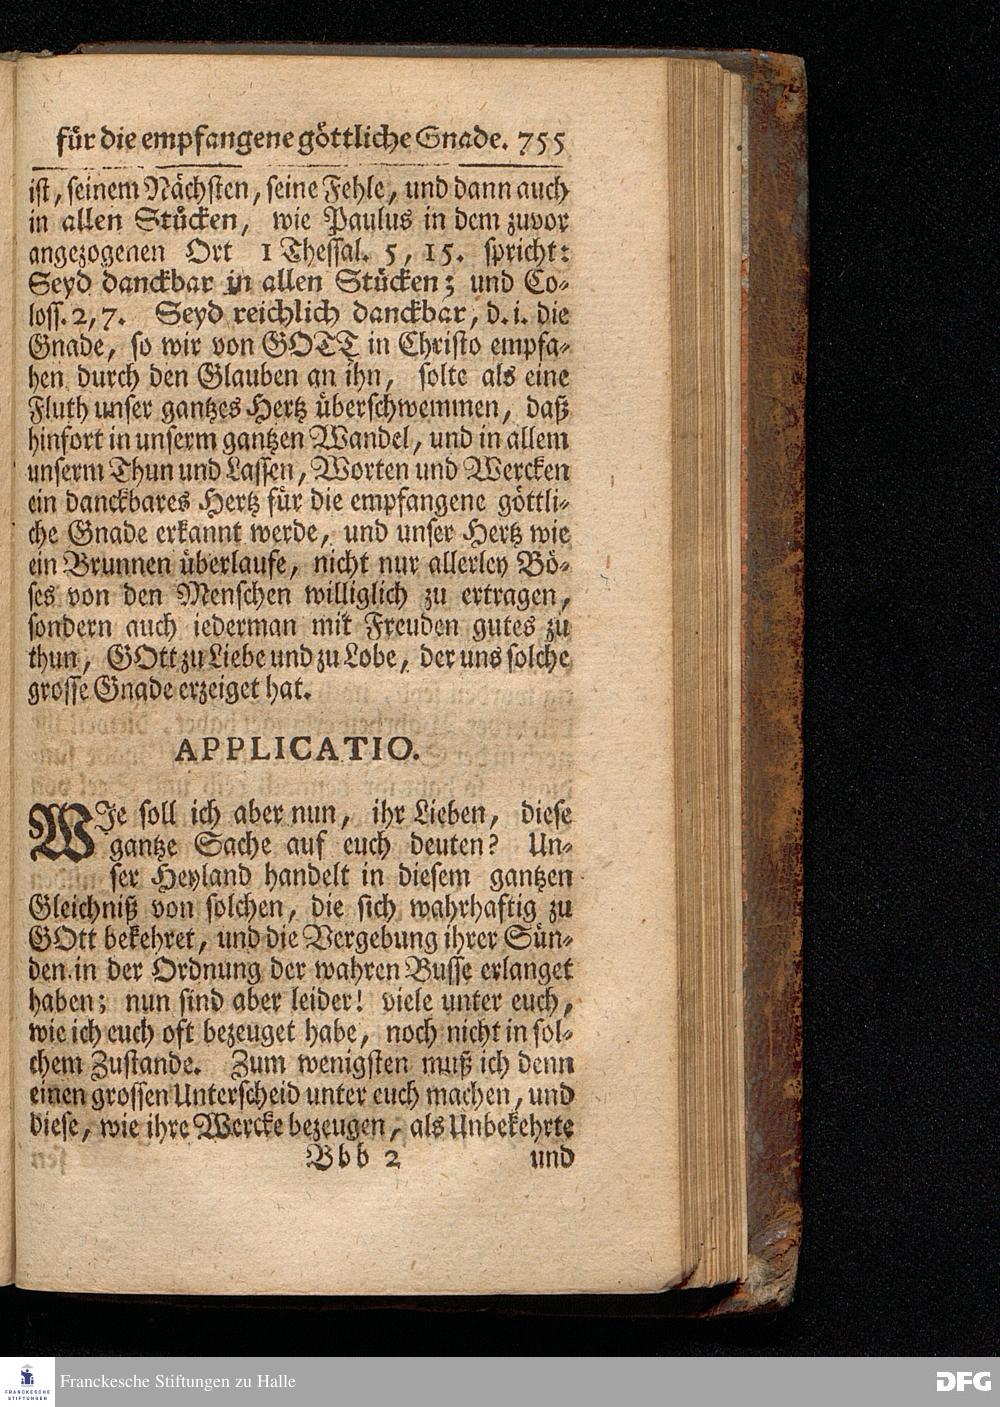 für die empfangene göttliche Gnade. 755
ist, seinem Nächsten, seine Fehle, und dann auch
in allen Stücken, wie Paulus in dem zuvor
angezogenen Ort 1 Thessal. 5, 15. spricht:
Seyd danckbar in allen Stücken; und Co-
loss. 2, 7. Seyd reichlich danckbar, d. i. die
Gnade, so wir von GOTT in Christo empfa-
hen durch den Glauben an ihn, solte als eine
Fluth unser gantzes Hertz überschwemmen, daß
hinfort in unserm gantzen Wandel, und in allem
unserm Thun und Lassen, Worten und Wercken
ein danckbares Hertz für die empfangene göttli-
che Gnade erkannt werde, und unser Hertz wie
ein Brunnen überlaufe, nicht nur allerley Bö-
ses von den Menschen williglich zu ertragen,
sondern auch iederman mit Freuden gutes zu
thun, GOtt zu Liebe und zu Lobe, der uns solche
grosse Gnade erzeiget hat.
APPLICATIO.
WJe soll ich aber nun, ihr Lieben, diese
gantze Sache auf euch deuten? Un-
ser Heyland handelt in diesem gantzen
Gleichniß von solchen, die sich wahrhaftig zu
GOtt bekehret, und die Vergebung ihrer Sün-
den in der Ordnung der wahren Busse erlanget
haben; nun sind aber leider! viele unter euch,
wie ich euch oft bezeuget habe, noch nicht in sol-
chem Zustande. Zum wenigsten muß ich denn
einen grossen Unterscheid unter euch machen, und
diese, wie ihre Wercke bezeugen, als Unbekehrte
Bbb 2 und
FRANCKESCHE
STIFTUNGEN
Franckesche Stiftungen zu Halle
DFG